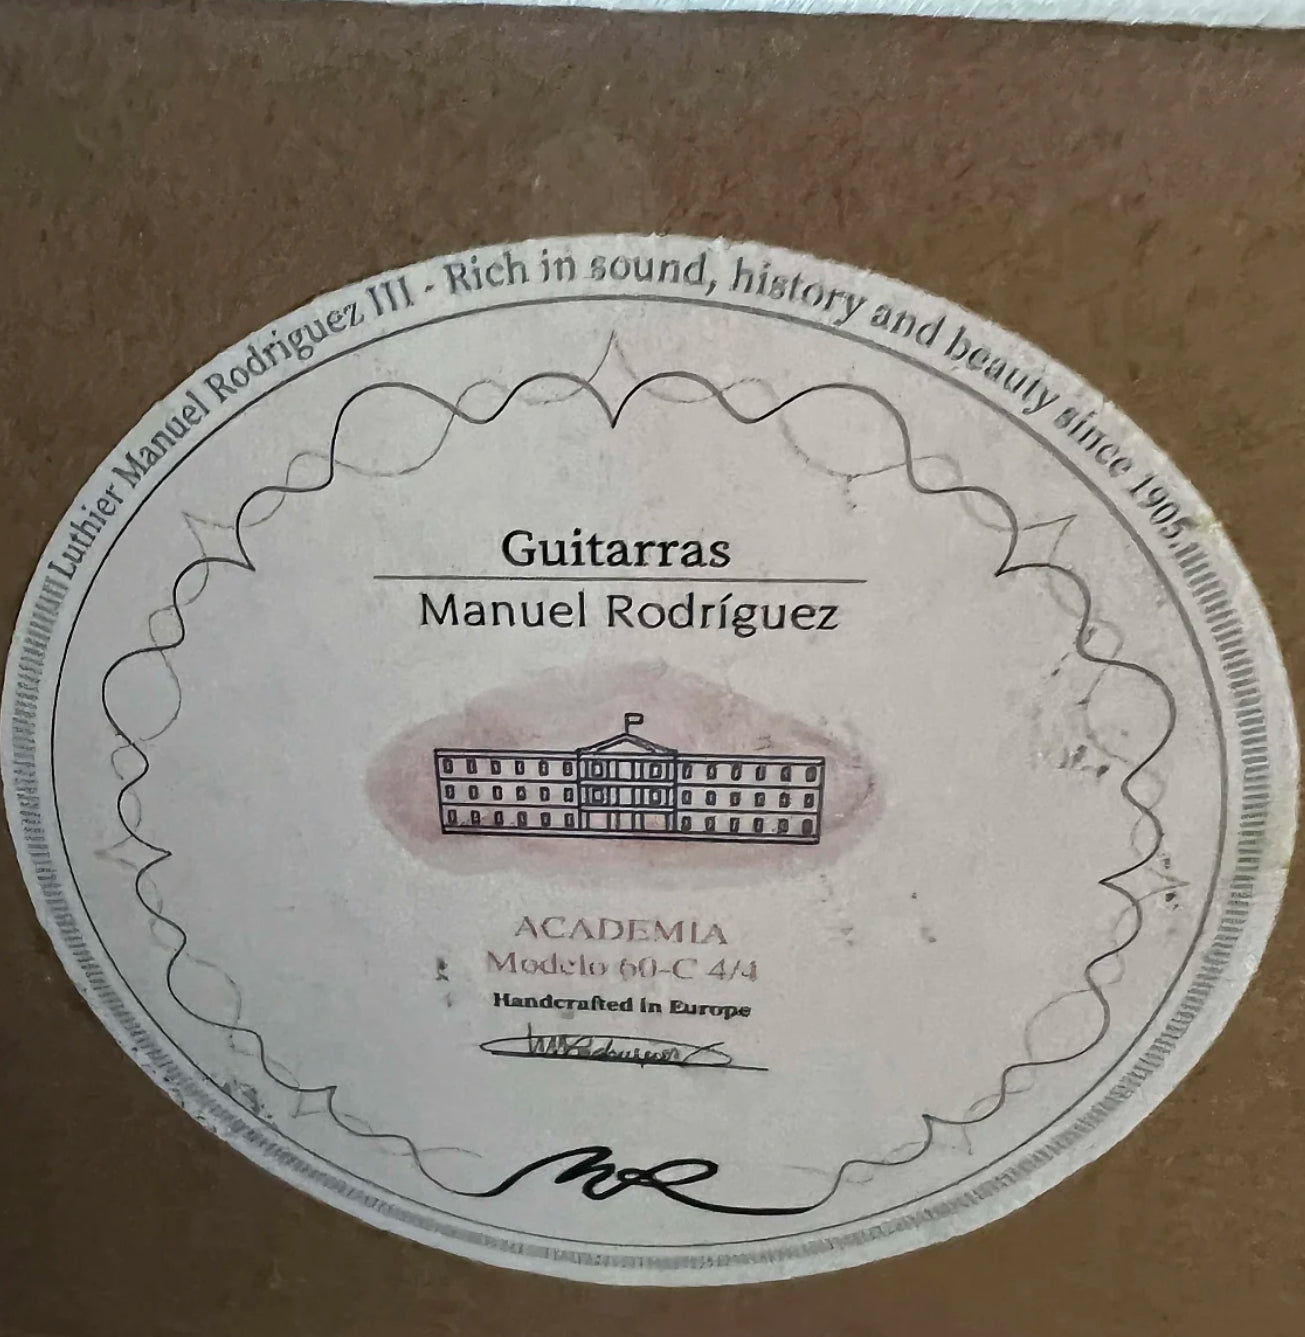 Luthier Manuel Rodriguez III - Rich in sound, history and beauty since 1905.
Guitarras
Manuel Rodríguez
ACADEMIA
Modelo 60-C 4/4
Handcrafted in Europe